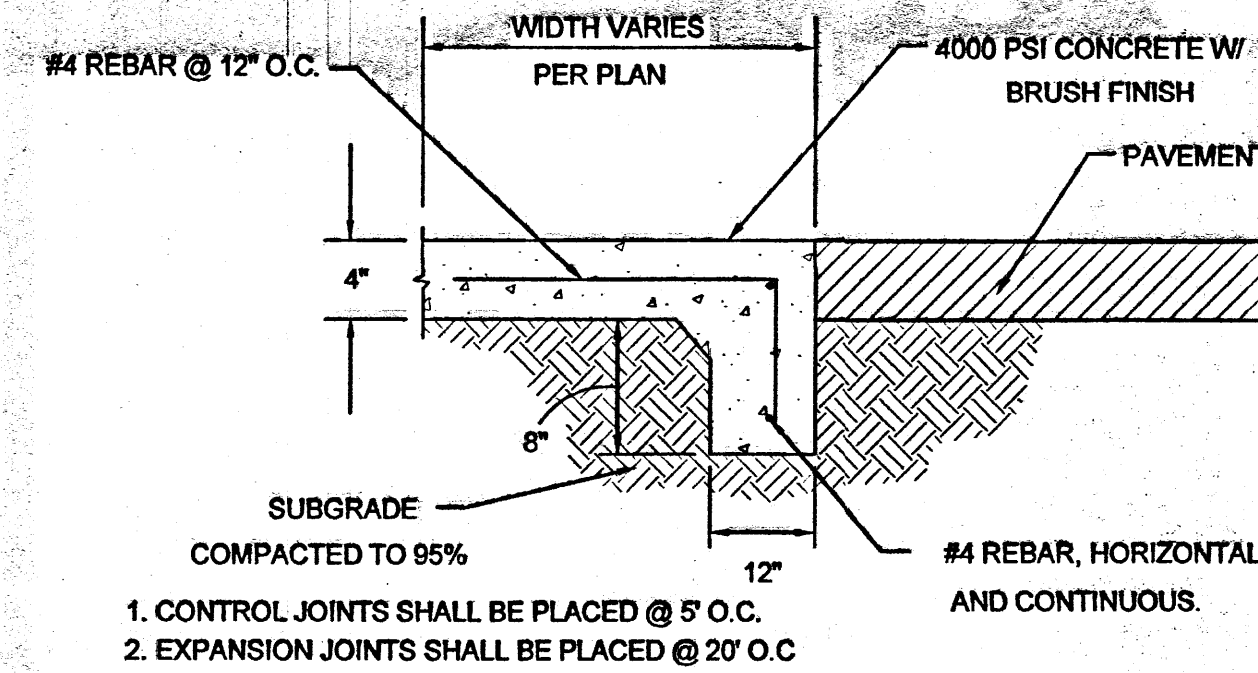 WIDTH VARIES
PER PLAN
#4 REBAR @ 12" O.C.
4000 PSI CONCRETE W/
BRUSH FINISH
PAVEMENT
4"
8"
SUBGRADE
COMPACTED TO 95%
12"
#4 REBAR, HORIZONTAL
AND CONTINUOUS.
1. CONTROL JOINTS SHALL BE PLACED @ 5' O.C.
2. EXPANSION JOINTS SHALL BE PLACED @ 20' O.C